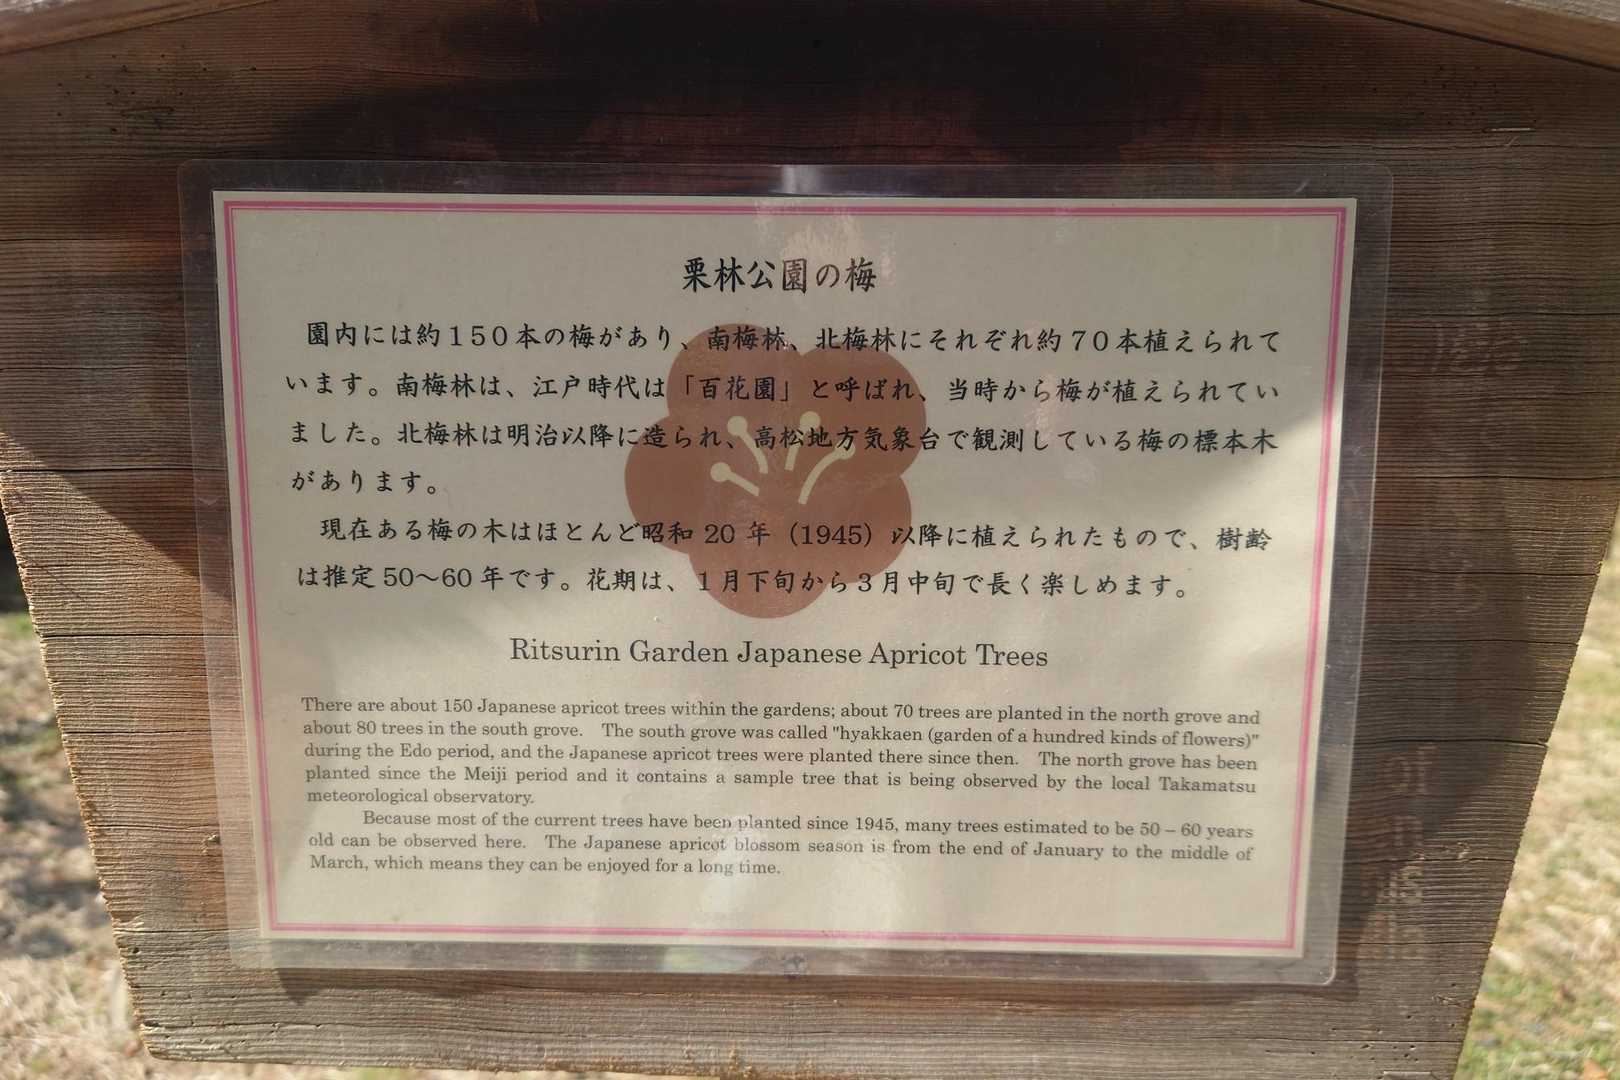 栗林公園の梅
園内には約150本の梅があり、南梅林、北梅林にそれぞれ約70本植えられて
います。南梅林は、江戸時代は「百花園」と呼ばれ、当時から梅が植えられてい
ました。北梅林は明治以降に造られ、高松地方気象台で観測している梅の標本木
があります。
現在ある梅の木はほとんど昭和 20 年（1945）以降に植えられたもので、樹齢
は推定 50～60 年です。花期は、1月下旬から3月中旬で長く楽しめます。
Ritsurin Garden Japanese Apricot Trees
There are about 150 Japanese apricot trees within the gardens; about 70 trees are planted in the north grove and
about 80 trees in the south grove. The south grove was called "hyakkaen (garden of a hundred kinds of flowers)"
during the Edo period, and the Japanese apricot trees were planted there since then. The north grove has been
planted since the Meiji period and it contains a sample tree that is being observed by the local Takamatsu
meteorological observatory.
Because most of the current trees have been planted since 1945, many trees estimated to be 50 – 60 years
old can be observed here. The Japanese apricot blossom season is from the end of January to the middle of
March, which means they can be enjoyed for a long time.